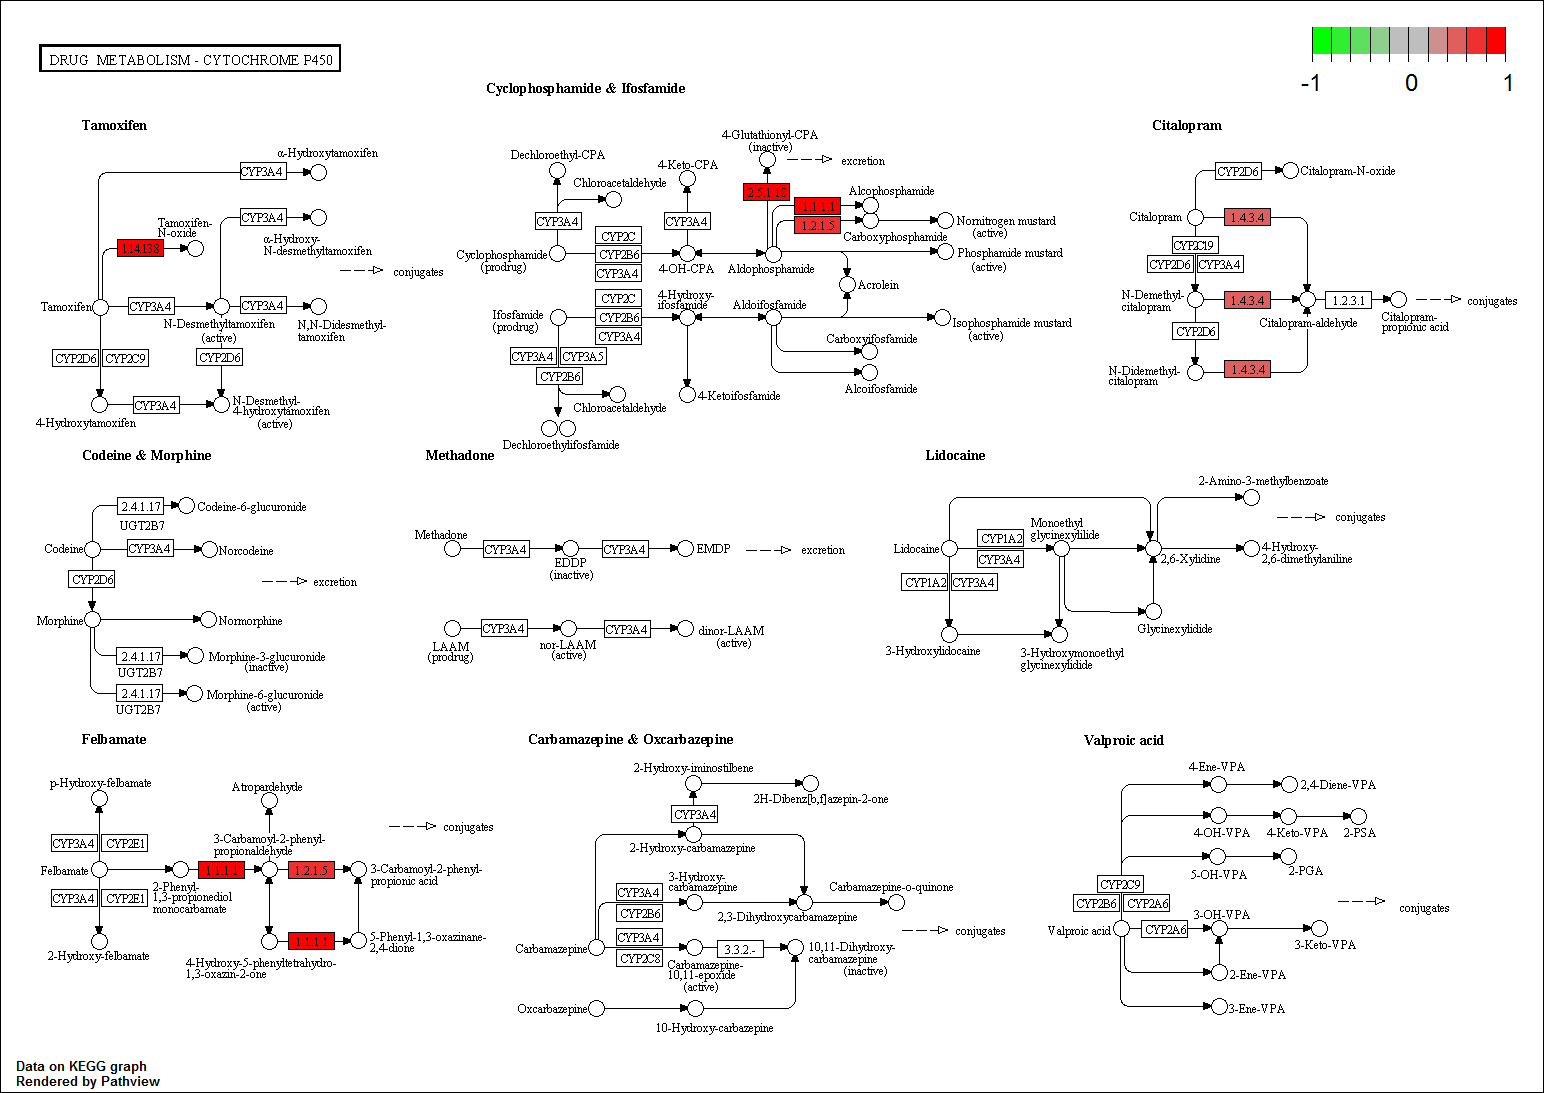 DRUG METABOLISM - CYTOCHROME P450
-1
0
1
Cyclophosphamide & Ifosfamide
Tamoxifen
α-Hydroxytamoxifen
CYP3A4
Tamoxifen-
N-oxide
CYP3A4
α-Hydroxy-
N-desmethyltamoxifen
1.14.13.8
conjugates
Tamoxifen
CYP3A4
CYP3A4
N-Desmethyltamoxifen
(active)
N,N-Didesmethyl-
tamoxifen
CYP2D6
CYP2C9
CYP2D6
CYP3A4
N-Desmethyl-
4-hydroxytamoxifen
(active)
4-Hydroxytamoxifen
Dechloroethyl-CPA
Chloroacetaldehyde
4-Keto-CPA
4-Glutathionyl-CPA
(inactive)
excretion
2.5.1.18
CYP3A4
CYP3A4
1.1.1.1
Alcophosphamide
1.2.1.5
Carboxyphosphamide
Nornitrogen mustard
(active)
CYP2C
CYP2B6
CYP3A4
Cyclophosphamide
(prodrug)
4-OH-CPA
Aldophosphamide
Phosphamide mustard
(active)
Acrolein
CYP2C
CYP2B6
CYP3A4
4-Hydroxy-
ifosfamide
Aldoifosfamide
Ifosfamide
(prodrug)
Isophosphamide mustard
(active)
CYP3A4
CYP3A5
CYP2B6
Carboxyifosfamide
Alcoifosfamide
Chloroacetaldehyde
4-Ketoifosfamide
Dechloroethylifosfamide
Citalopram
CYP2D6
Citalopram-N-oxide
Citalopram
1.4.3.4
CYP2C19
CYP2D6
CYP3A4
N-Demethyl-
citalopram
1.4.3.4
1.2.3.1
conjugates
Citalopram-aldehyde
Citalopram-
propionic acid
CYP2D6
N-Didemethyl-
citalopram
1.4.3.4
Codeine & Morphine
2.4.1.17
Codeine-6-glucuronide
UGT2B7
Codeine
CYP3A4
Norcodeine
CYP2D6
excretion
Morphine
Normorphine
2.4.1.17
Morphine-3-glucuronide
(inactive)
UGT2B7
2.4.1.17
Morphine-6-glucuronide
(active)
UGT2B7
Methadone
Methadone
CYP3A4
CYP3A4
EMDP
excretion
EDDP
(inactive)
CYP3A4
CYP3A4
dinor-LAAM
(active)
LAAM
(prodrug)
nor-LAAM
(active)
Lidocaine
2-Amino-3-methylbenzoate
conjugates
Monoethyl
glycinexylilide
CYP1A2
Lidocaine
CYP3A4
2,6-Xylidine
4-Hydroxy-
2,6-dimethylaniline
CYP1A2
CYP3A4
Glycinexylidide
3-Hydroxylidocaine
3-Hydroxymonoethyl
glycinexylidide
Felbamate
p-Hydroxy-felbamate
Atropardehyde
conjugates
CYP3A4
CYP2E1
3-Carbamoyl-2-phenyl-
propionaldehyde
Felbamate
1.1.1.1
1.2.1.5
3-Carbamoyl-2-phenyl-
propionic acid
2-Phenyl-
1,3-propionediol
monocarbamate
CYP3A4
CYP2E1
1.1.1.1
5-Phenyl-1,3-oxazinane-
2,4-dione
2-Hydroxy-felbamate
4-Hydroxy-5-phenyltetrahydro-
1,3-oxazin-2-one
Carbamazepine & Oxcarbazepine
2-Hydroxy-iminostilbene
2H-Dibenz[b,f]azepin-2-one
CYP3A4
2-Hydroxy-carbamazepine
3-Hydroxy-
carbamazepine
CYP3A4
CYP2B6
Carbamazepine-o-quinone
2,3-Dihydroxycarbamazepine
CYP3A4
CYP2C8
3.3.2.-
Carbamazepine
Carbamazepine-
10,11-epoxide
(active)
10,11-Dihydroxy-
carbamazepine
(inactive)
conjugates
Oxcarbazepine
10-Hydroxy-carbazepine
Valproic acid
4-Ene-VPA
2,4-Diene-VPA
4-OH-VPA
4-Keto-VPA
2-PSA
5-OH-VPA
2-PGA
CYP2C9
CYP2B6
CYP2A6
3-OH-VPA
conjugates
Valproic acid
CYP2A6
3-Keto-VPA
2-Ene-VPA
3-Ene-VPA
Data on KEGG graph
Rendered by Pathview